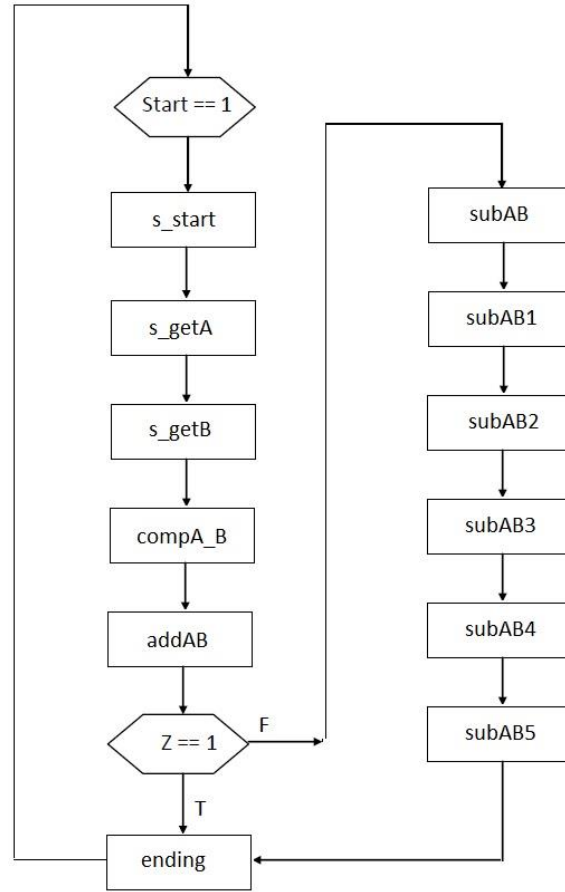 Start == 1
s_start
s_getA
s_getB
compA_B
addAB
Z == 1
F
T
ending
subAB
subAB1
subAB2
subAB3
subAB4
subAB5